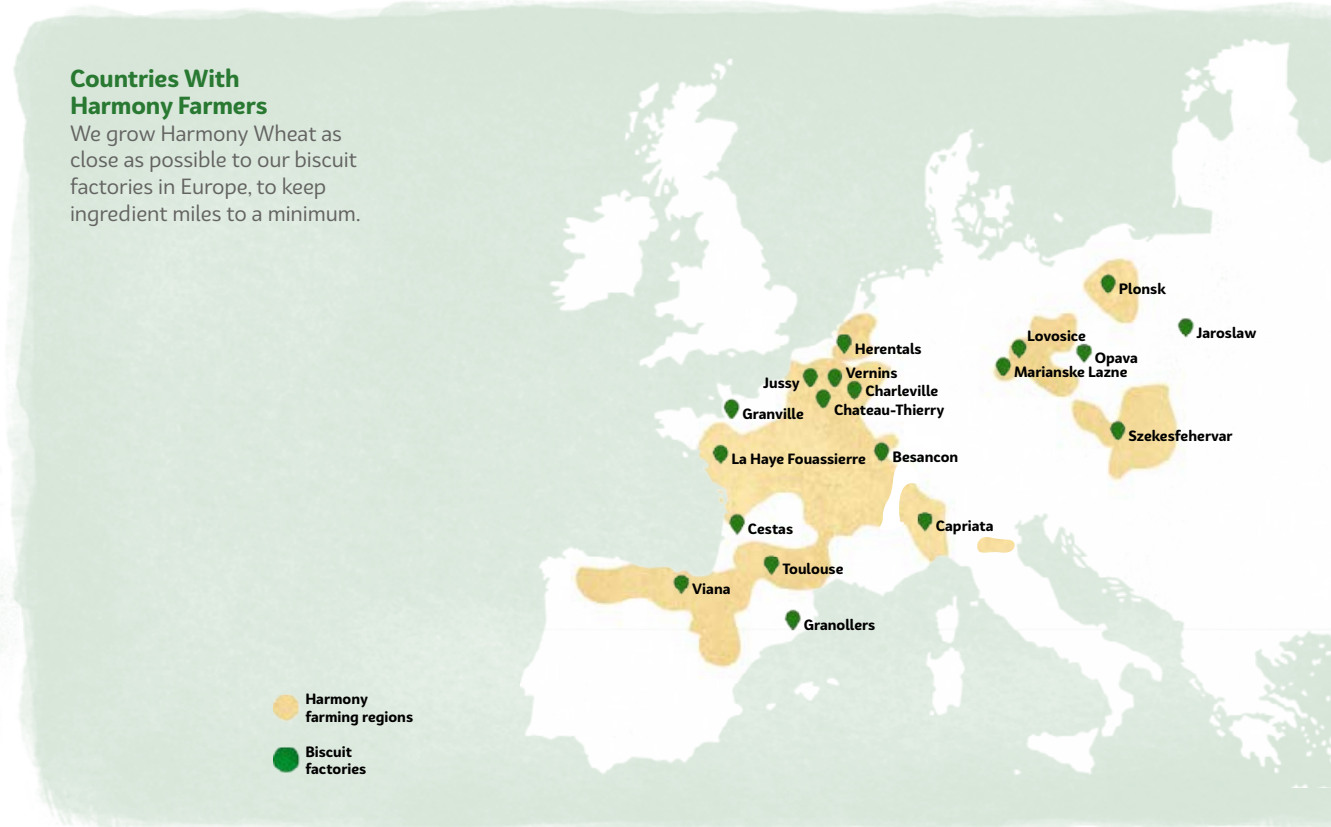 Countries With
Harmony Farmers
We grow Harmony Wheat as
close as possible to our biscuit
factories in Europe, to keep
ingredient miles to a minimum.
Plonsk
Jaroslaw
Lovosice
Opava
Marianske Lazne
Herentals
Vernins
Jussy
Charleville
Chateau-Thierry
Granville
Szekesfehervar
La Haye Fouassierre
Besancon
Capriata
Cestas
Toulouse
Viana
Granollers
Harmony
farming regions
Biscuit
factories